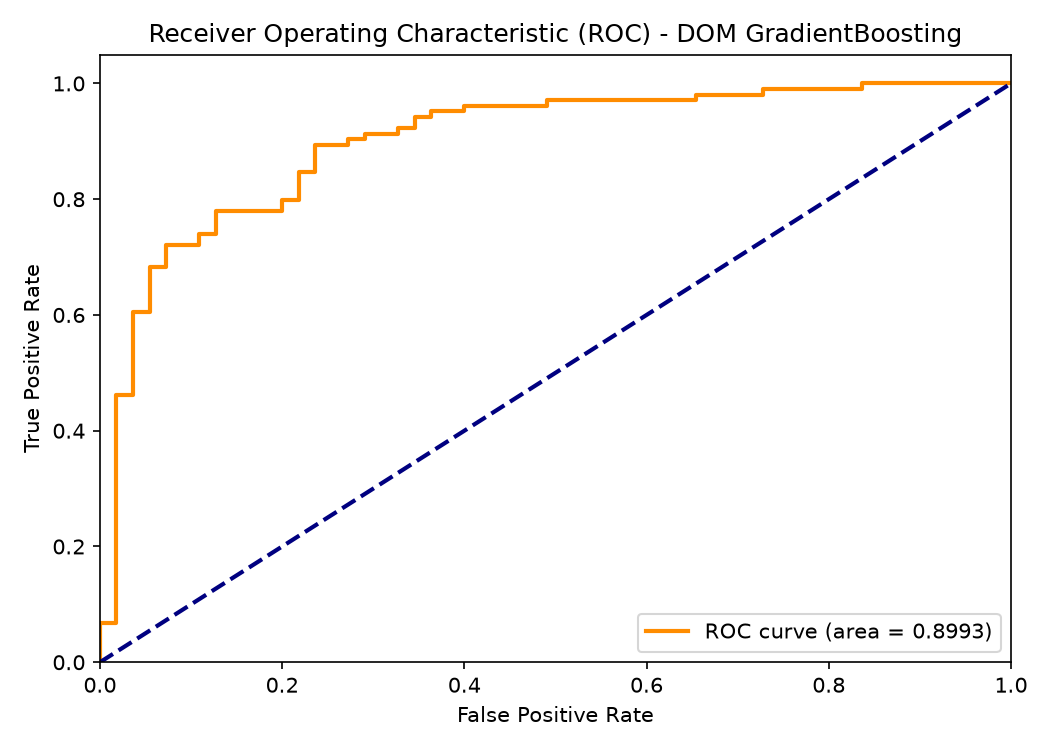 Receiver Operating Characteristic (ROC) - DOM GradientBoosting
True Positive Rate
1.0
0.8
0.6
0.4
0.2
0.0
ROC curve (area = 0.8993)
0.0 0.2 0.4 0.6 0.8 1.0
False Positive Rate